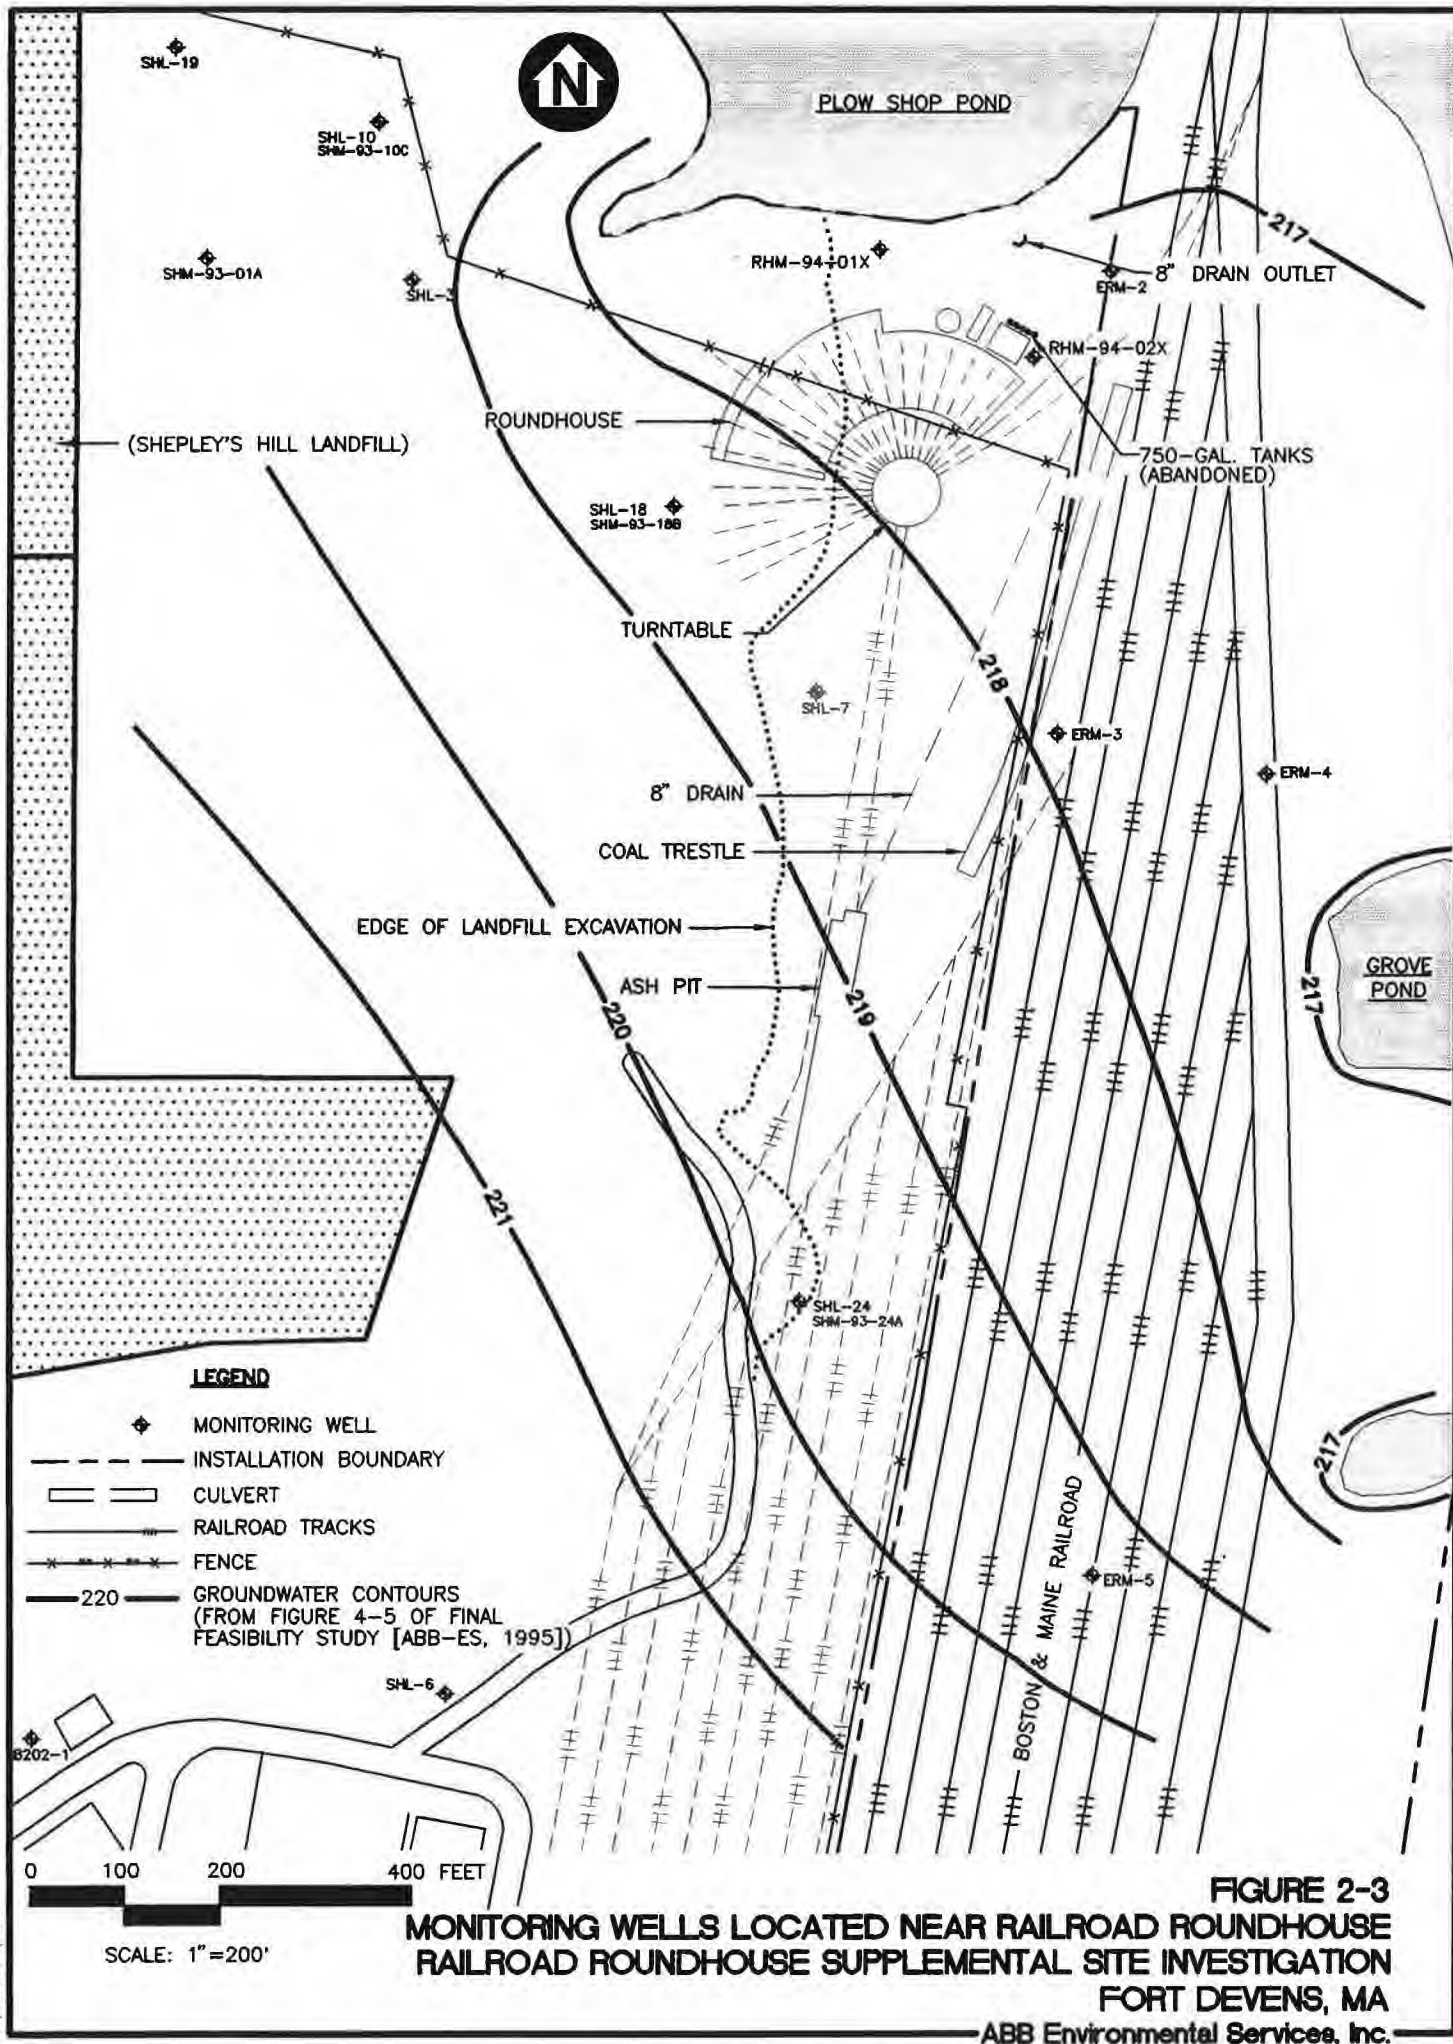 SHL-19
N
PLOW SHOP POND
SHL-10
SHM-93-10C
217
SHM-93-01A
SHL-3
RHM-94-01X
8" DRAIN OUTLET
ERM-2
RHM-94-02X
ROUNDHOUSE
(SHEPLEY'S HILL LANDFILL)
750-GAL. TANKS
(ABANDONED)
SHL-18
SHM-93-18B
TURNTABLE
218
SHL-7
ERM-3
ERM-4
8" DRAIN
COAL TRESTLE
EDGE OF LANDFILL EXCAVATION
ASH PIT
GROVE
POND
217
220
219
221
SHL-24
SHM-93-24A
LEGEND
MONITORING WELL
INSTALLATION BOUNDARY
CULVERT
RAILROAD TRACKS
FENCE
220
GROUNDWATER CONTOURS
(FROM FIGURE 4-5 OF FINAL
FEASIBILITY STUDY [ABB-ES, 1995])
217
BOSTON & MAINE RAILROAD
ERM-5
SHL-6
B202-1
0 100 200 400 FEET
SCALE: 1"=200'
FIGURE 2-3
MONITORING WELLS LOCATED NEAR RAILROAD ROUNDHOUSE
RAILROAD ROUNDHOUSE SUPPLEMENTAL SITE INVESTIGATION
FORT DEVENS, MA
ABB Environmental Services, Inc.